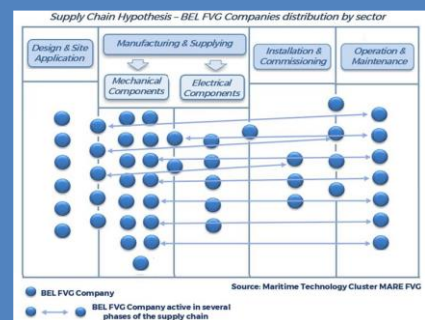 Supply Chain Hypothesis – BEL FVG Companies distribution by sector
Design & Site
Application
Manufacturing & Supplying
Mechanical
Components
Electrical
Components
Installation &
Commissioning
Operation &
Maintenance
BEL FVG Company
Source: Maritime Technology Cluster MARE FVG
BEL FVG Company active in several
phases of the supply chain